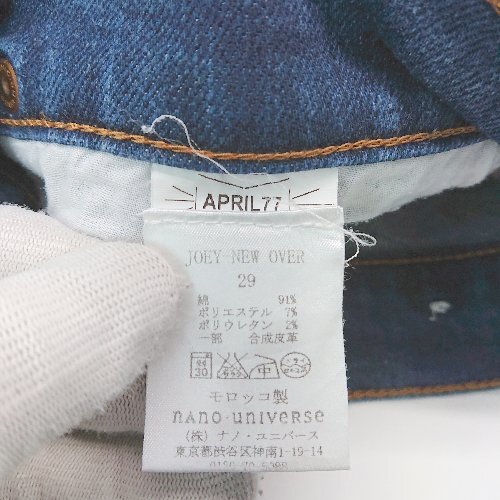 APRIL77
JOEY NEW OVER
29
綿 91%
ポリエステル 7%
ポリウレタン 2%
一部 合成皮革
30 中
モロッコ製
nano·universe
(株) ナノ・ユニバース
東京都渋谷区神南1-19-14